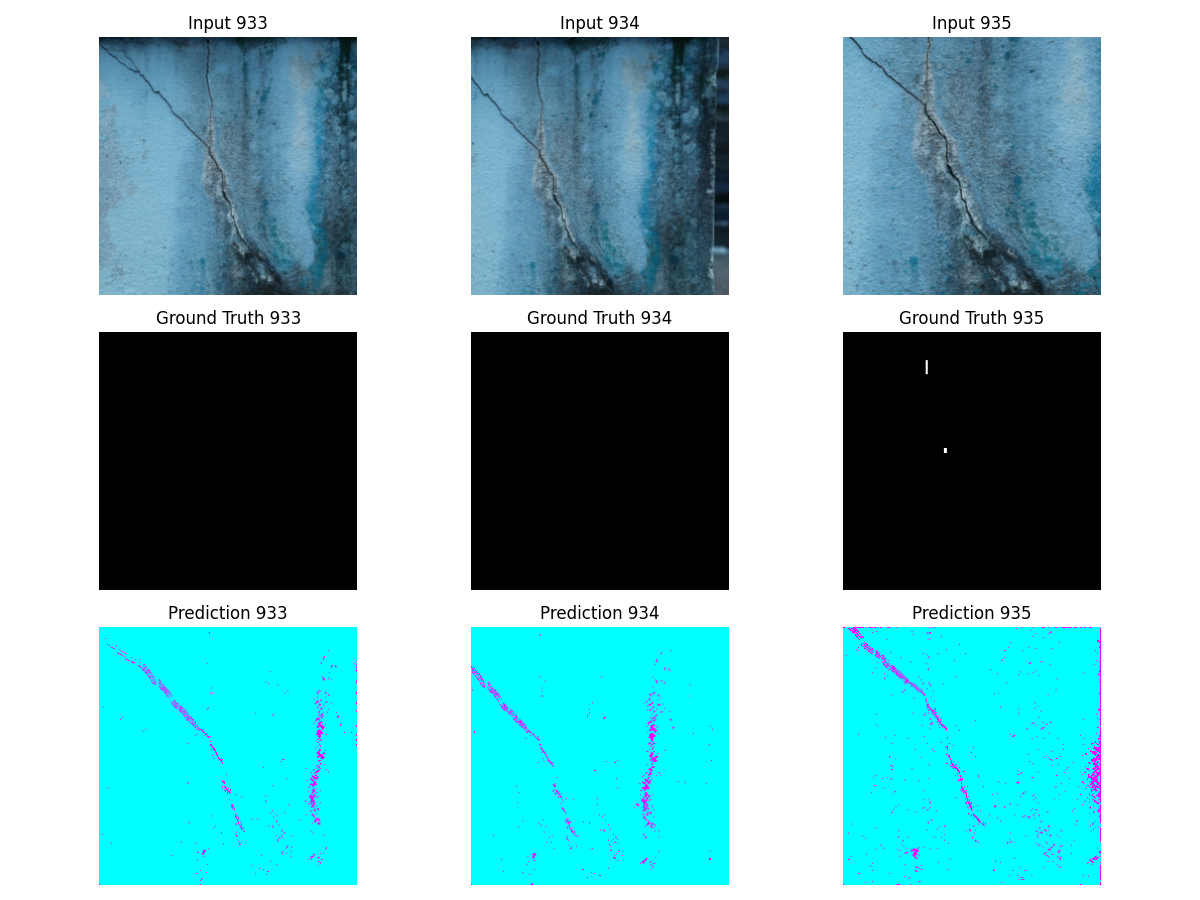 Input 933
Input 934
Input 935
Ground Truth 933
Ground Truth 934
Ground Truth 935
Prediction 933
Prediction 934
Prediction 935